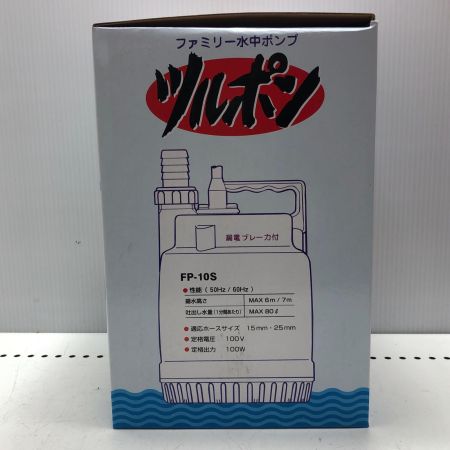 ファミリー水中ポンプ
ツルポン
漏電ブレーカ付
FP-10S
● 性能 ( 50Hz / 60Hz )
揚水高さ MAX 6m / 7m
吐出し水量 (1分間あたり) MAX 80ℓ
● 適応ホースサイズ 15mm・25mm
● 定格電圧 100V
● 定格出力 100W